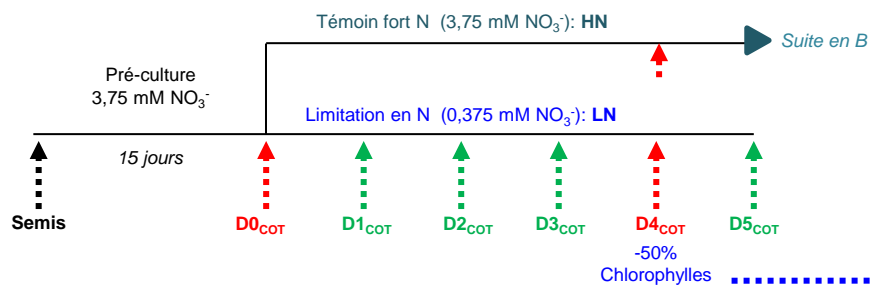 Témoin fort N (3,75 mM NO₃⁻): HN
Suite en B
Pré-culture
3,75 mM NO₃⁻
Limitation en N (0,375 mM NO₃⁻): LN
15 jours
Semis
D0COT
D1COT
D2COT
D3COT
D4COT
D5COT
-50%
Chlorophylles